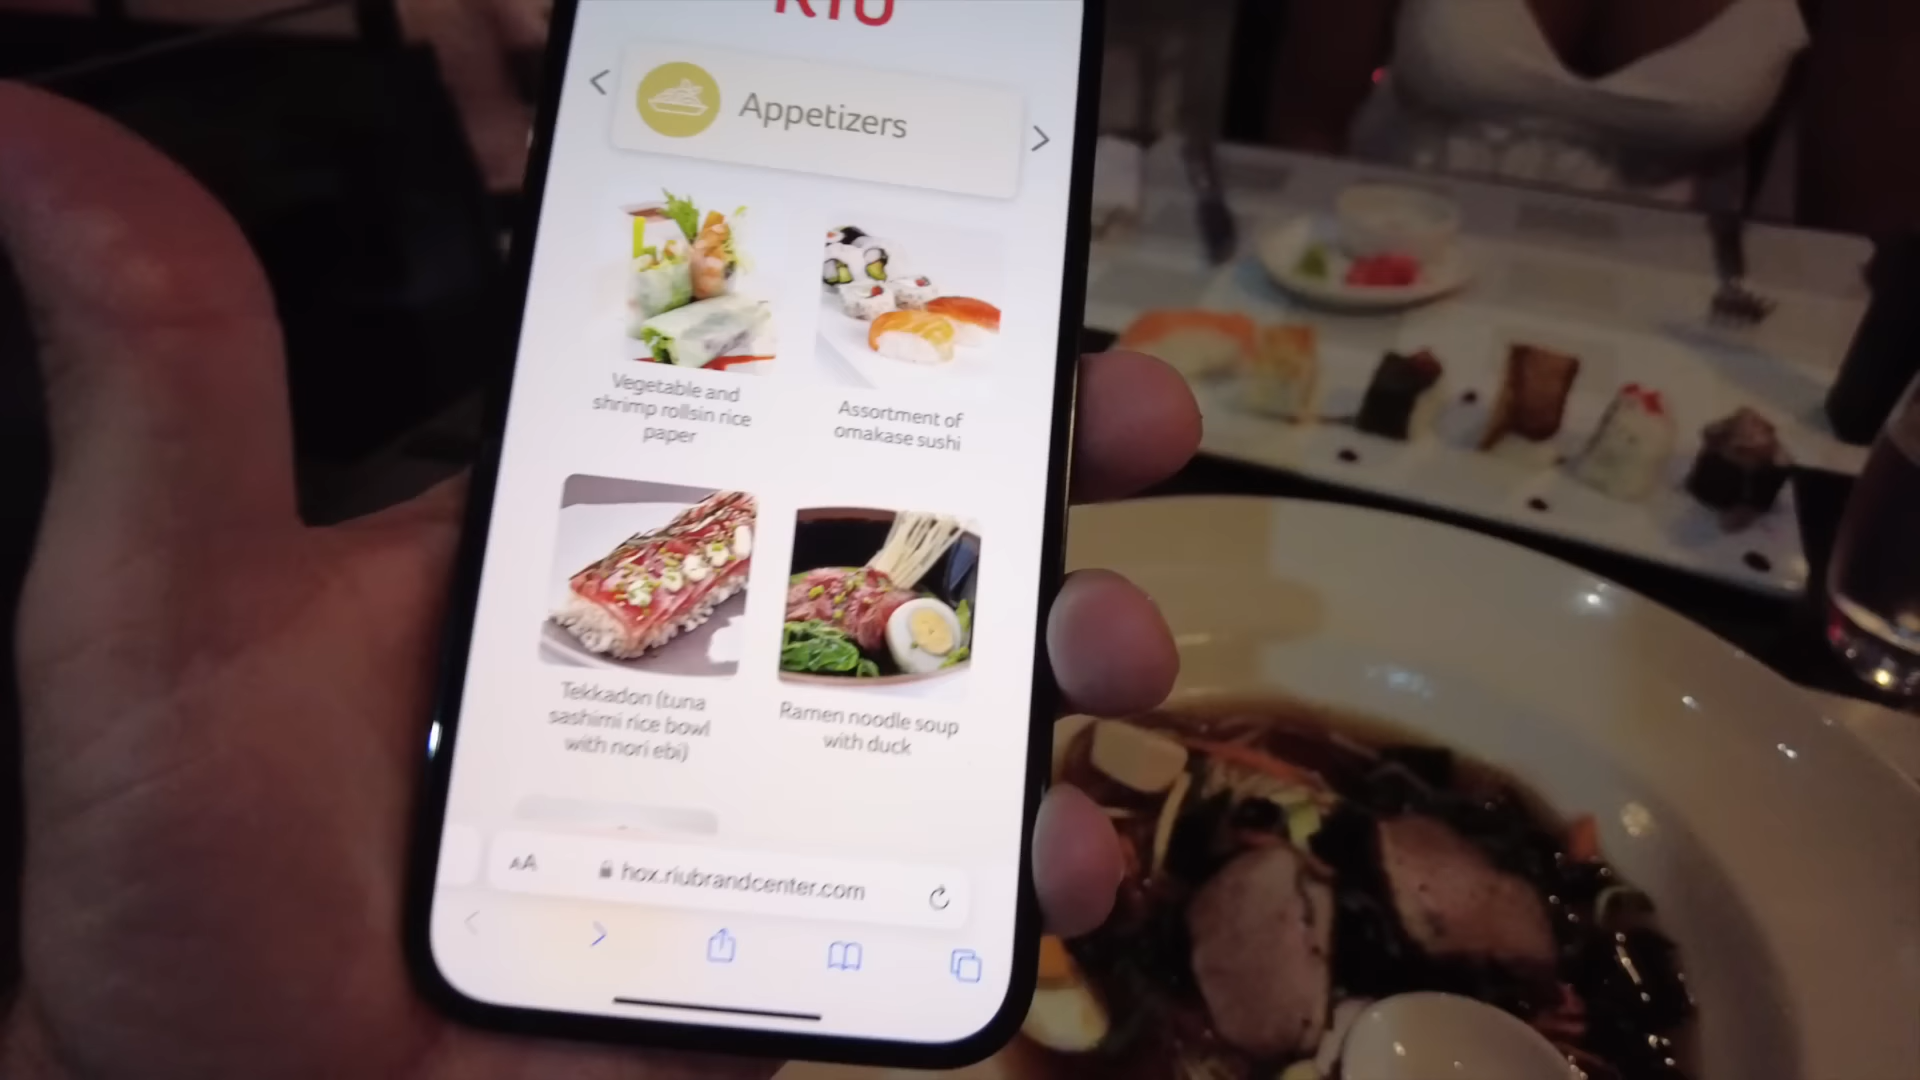 RIU
Appetizers
Vegetable and
shrimp rollsin rice
paper
Assortment of
omakase sushi
Tekkadon (tuna
sashimi rice bowl
with nori ebi)
Ramen noodle soup
with duck
AA
hox.riubrandcenter.com